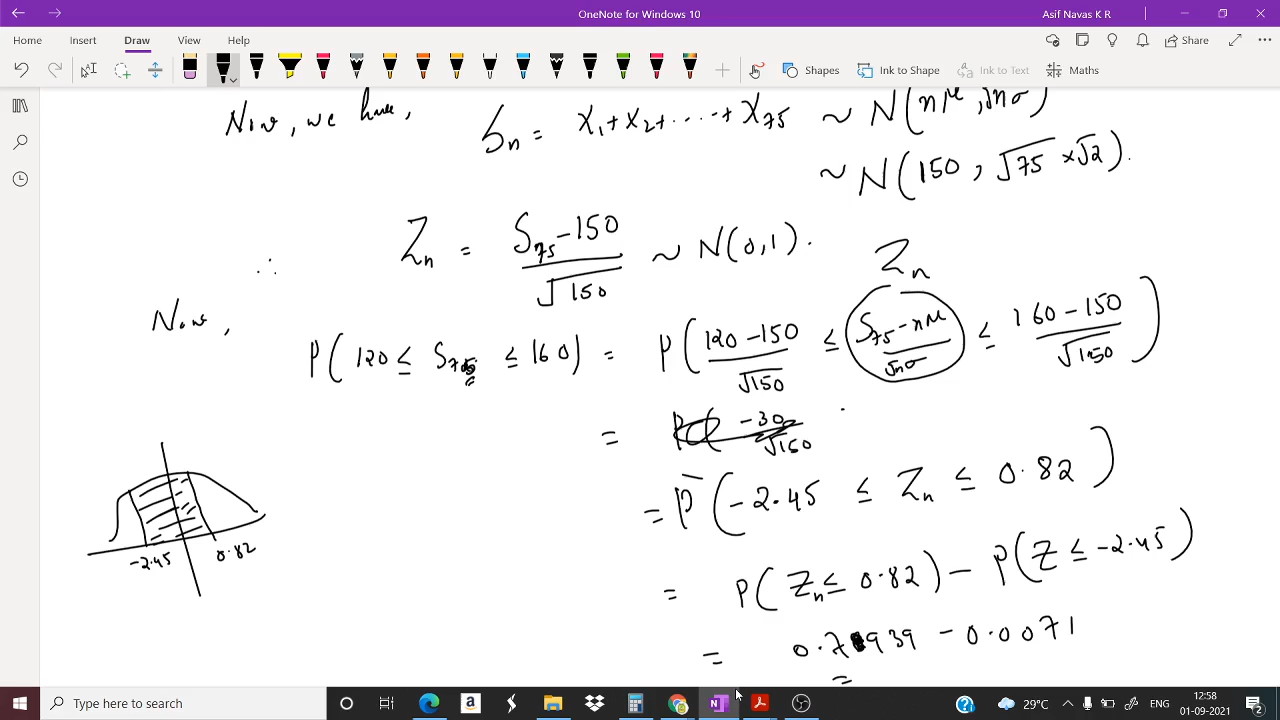 OneNote for Windows 10
Asif Navas K R
Home Insert Draw View Help
Share
Shapes
Ink to Shape
Ink to Text
Maths
Now, we have, Sn = X1 + X2 + ..... + X75 ~ N(nμ, √nσ)
~ N(150, √75 × √2).
∴ Zn = (S75 - 150)/√150 ~ N(0,1).
Zn
Now,
P(120 ≤ S75 ≤ 160) = P((120 - 150)/√150 ≤ (S75 - nμ)/√nσ ≤ (160 - 150)/√150)
= P( -30/√150
= P(-2.45 ≤ Zn ≤ 0.82)
-2.45 0.82
= P(Zn ≤ 0.82) - P(Z ≤ -2.45)
= 0.7939 - 0.0071
=
Type here to search
29°C
ENG
12:58
01-09-2021
2